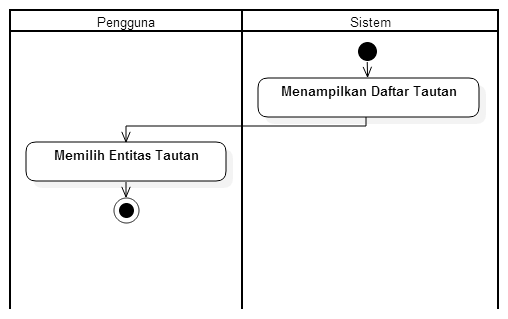 Pengguna
Sistem
Menampilkan Daftar Tautan
Memilih Entitas Tautan